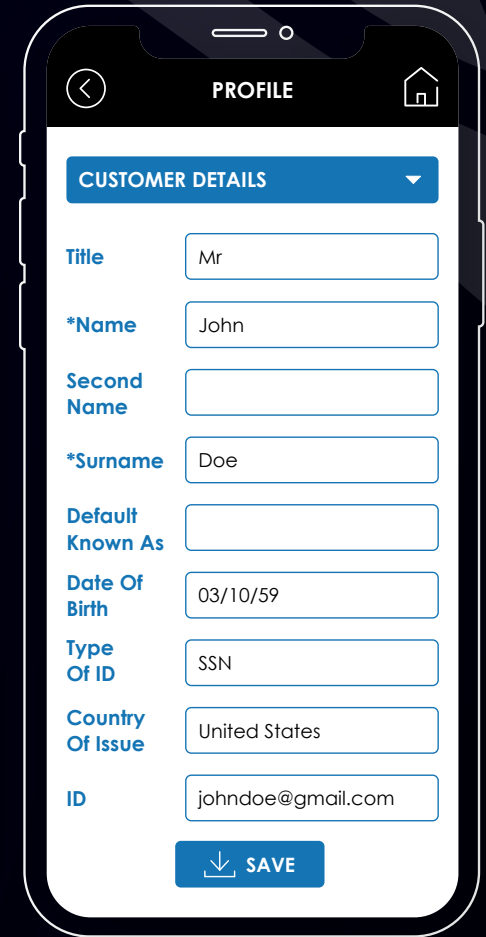 PROFILE
CUSTOMER DETAILS
Title
Mr
*Name
John
Second
Name
*Surname
Doe
Default
Known As
Date Of
Birth
03/10/59
Type
Of ID
SSN
Country
Of Issue
United States
ID
johndoe@gmail.com
SAVE